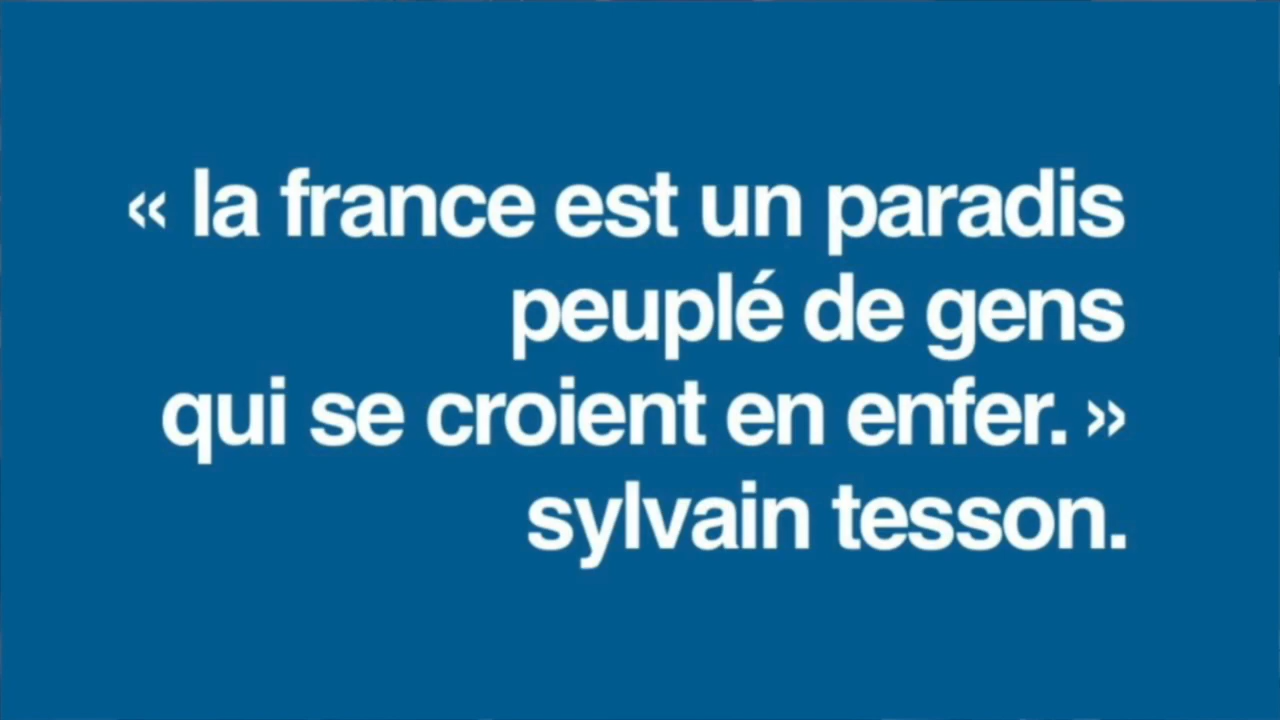 « la france est un paradis
peuplé de gens
qui se croient en enfer. »
sylvain tesson.